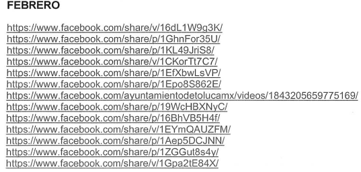 FEBRERO
https://www.facebook.com/share/v/16dL1W9g3K/
https://www.facebook.com/share/p/1GhnFor35U/
https://www.facebook.com/share/p/1KL49JriS8/
https://www.facebook.com/share/v/1CKorTt7C7/
https://www.facebook.com/share/p/1EfXbwLsVP/
https://www.facebook.com/share/p/1Epo8S862E/
https://www.facebook.com/ayuntamientodetolucamx/videos/1843205659775169/
https://www.facebook.com/share/p/19WcHBXNyC/
https://www.facebook.com/share/p/16BhVB5H4f/
https://www.facebook.com/share/v/1EYmQAUZFM/
https://www.facebook.com/share/p/1Aep5DCJNN/
https://www.facebook.com/share/p/1ZGGut8s4y/
https://www.facebook.com/share/v/1Gpa2tE84X/